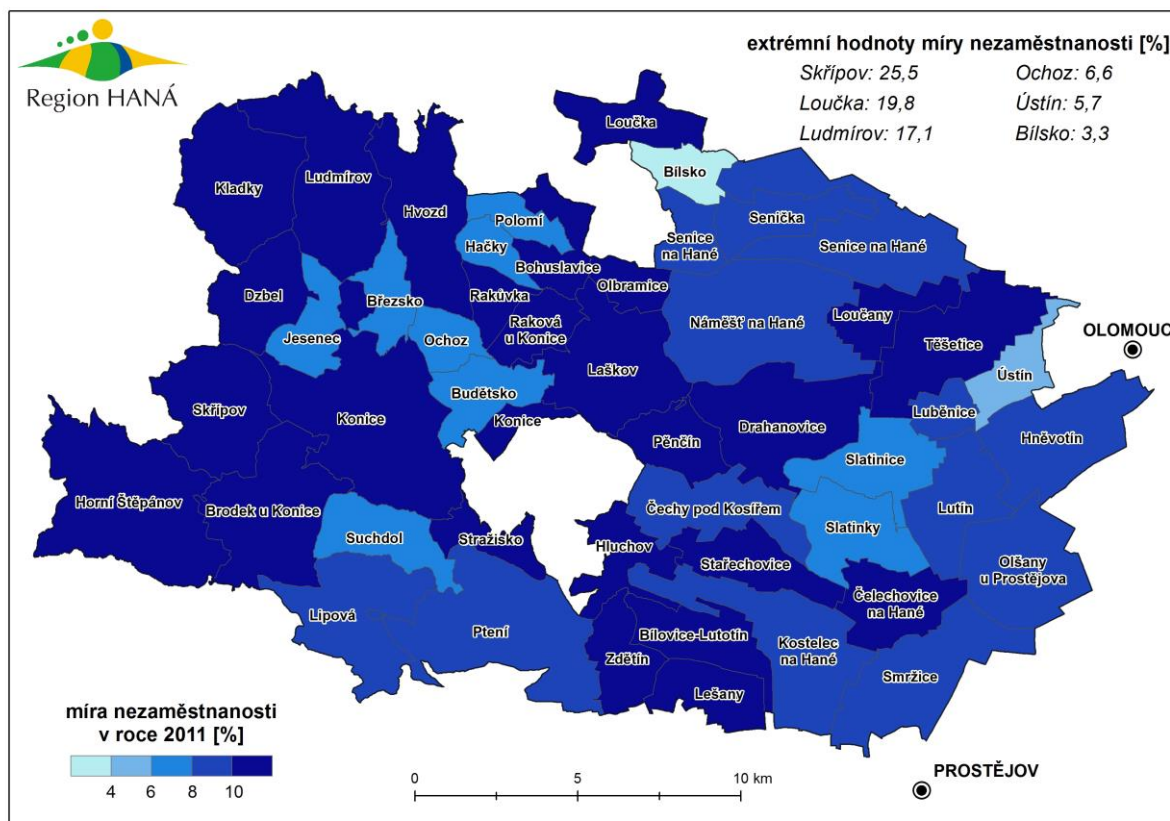 Region HANÁ
extrémní hodnoty míry nezaměstnanosti [%]
Skřípov: 25,5
Ochoz: 6,6
Loučka: 19,8
Ústín: 5,7
Ludmírov: 17,1
Bílsko: 3,3
Loučka
Bílsko
Kladky
Ludmírov
Hvozd
Polomí
Hačky
Senička
Senice
na Hané
Senice na Hané
Bohuslavice
Olbramice
Dzbel
Březsko
Rakůvka
Raková
u Konice
Náměšť na Hané
Loučany
Jesenec
Ochoz
Těšetice
OLOMOUC
Laškov
Ústín
Skřípov
Budětsko
Luběnice
Konice
Konice
Pěnčín
Drahanovice
Hněvotín
Slatinice
Horní Štěpánov
Brodek u Konice
Čechy pod Kosířem
Lutín
Suchdol
Stražisko
Hluchov
Slatinky
Stařechovice
Olšany
u Prostějova
Čelechovice
na Hané
Lipová
Ptení
Bílovice-Lutotín
Kostelec
na Hané
Zdětín
Smržice
Lešany
míra nezaměstnanosti
v roce 2011 [%]
4 6 8 10
0 5 10 km
PROSTĚJOV